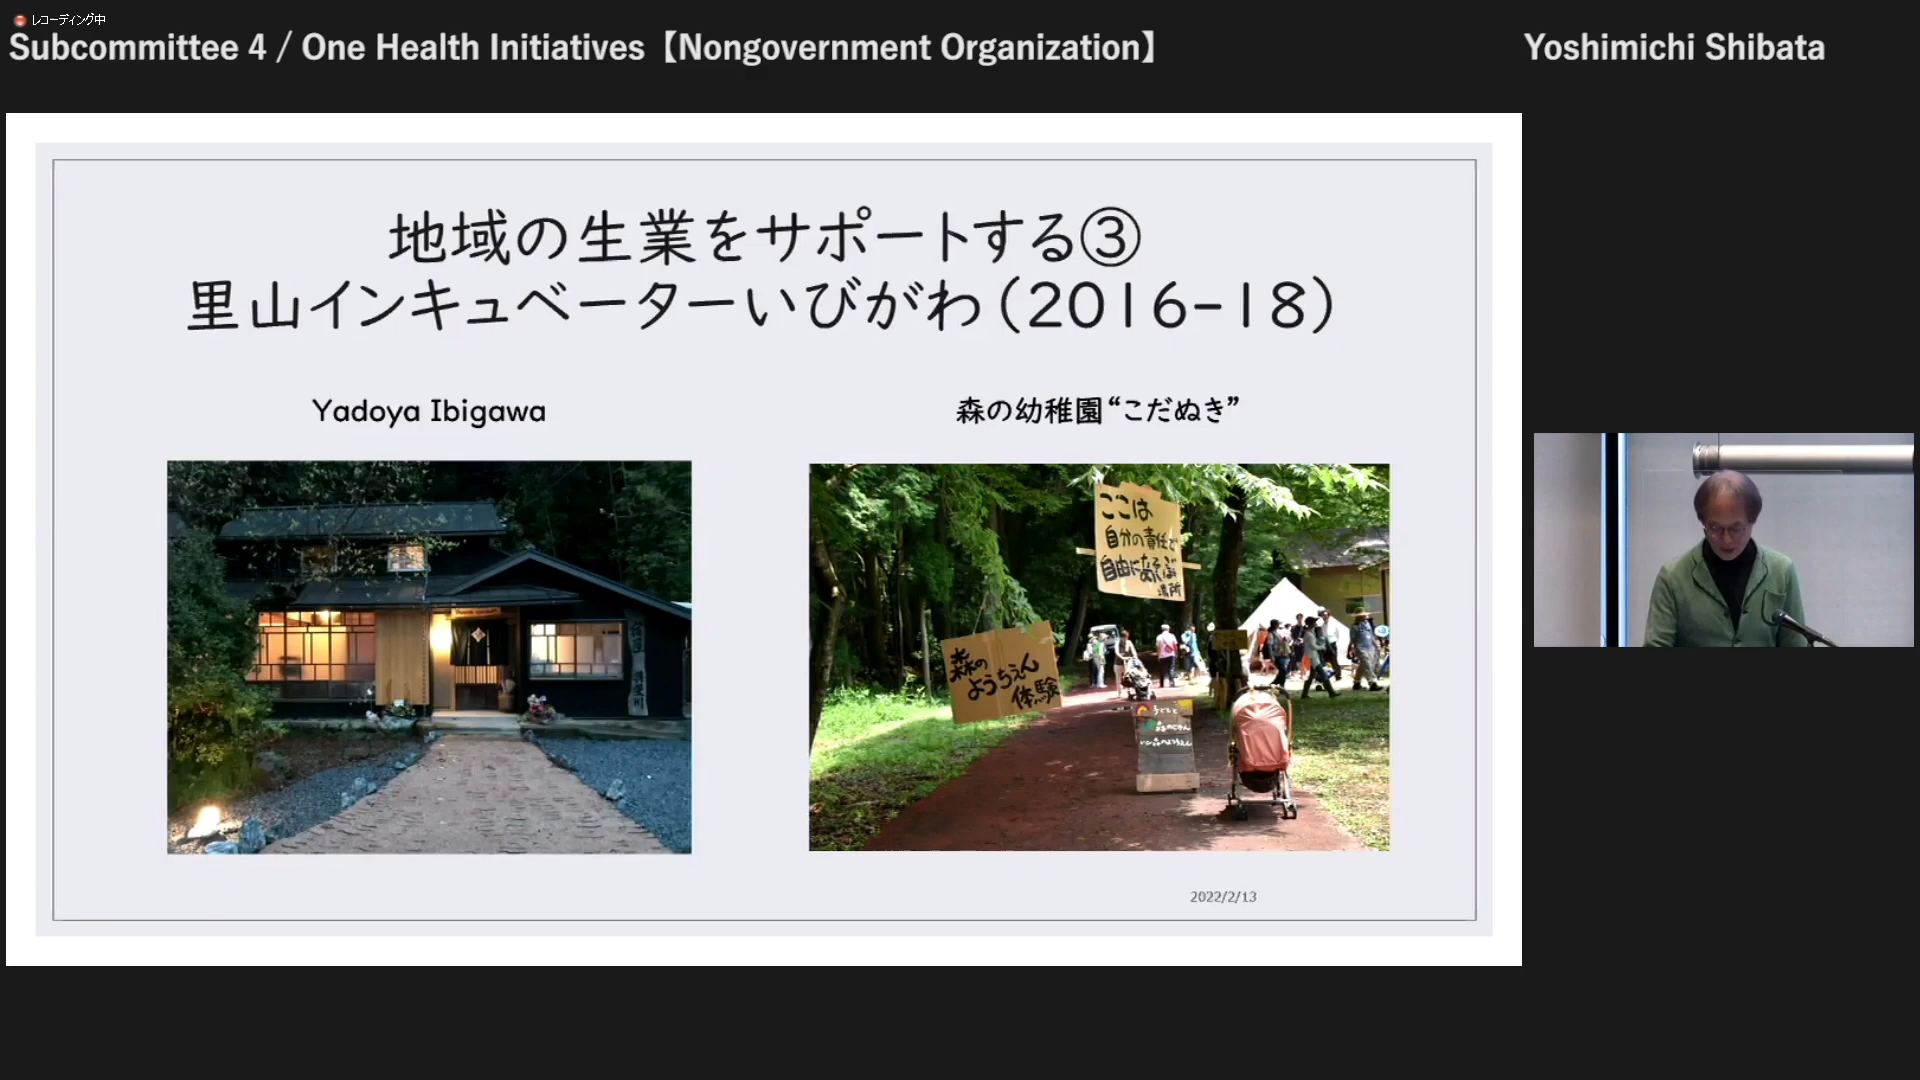 レコーディング中
Subcommittee 4 / One Health Initiatives【Nongovernment Organization】
Yoshimichi Shibata
地域の生業をサポートする③
里山インキュベーターいびがわ(2016-18)
Yadoya Ibigawa
森の幼稚園“こだぬき”
ここは
自分の責任で
自由にあそぶ
場所
森の
ようちえん
体験
2022/2/13